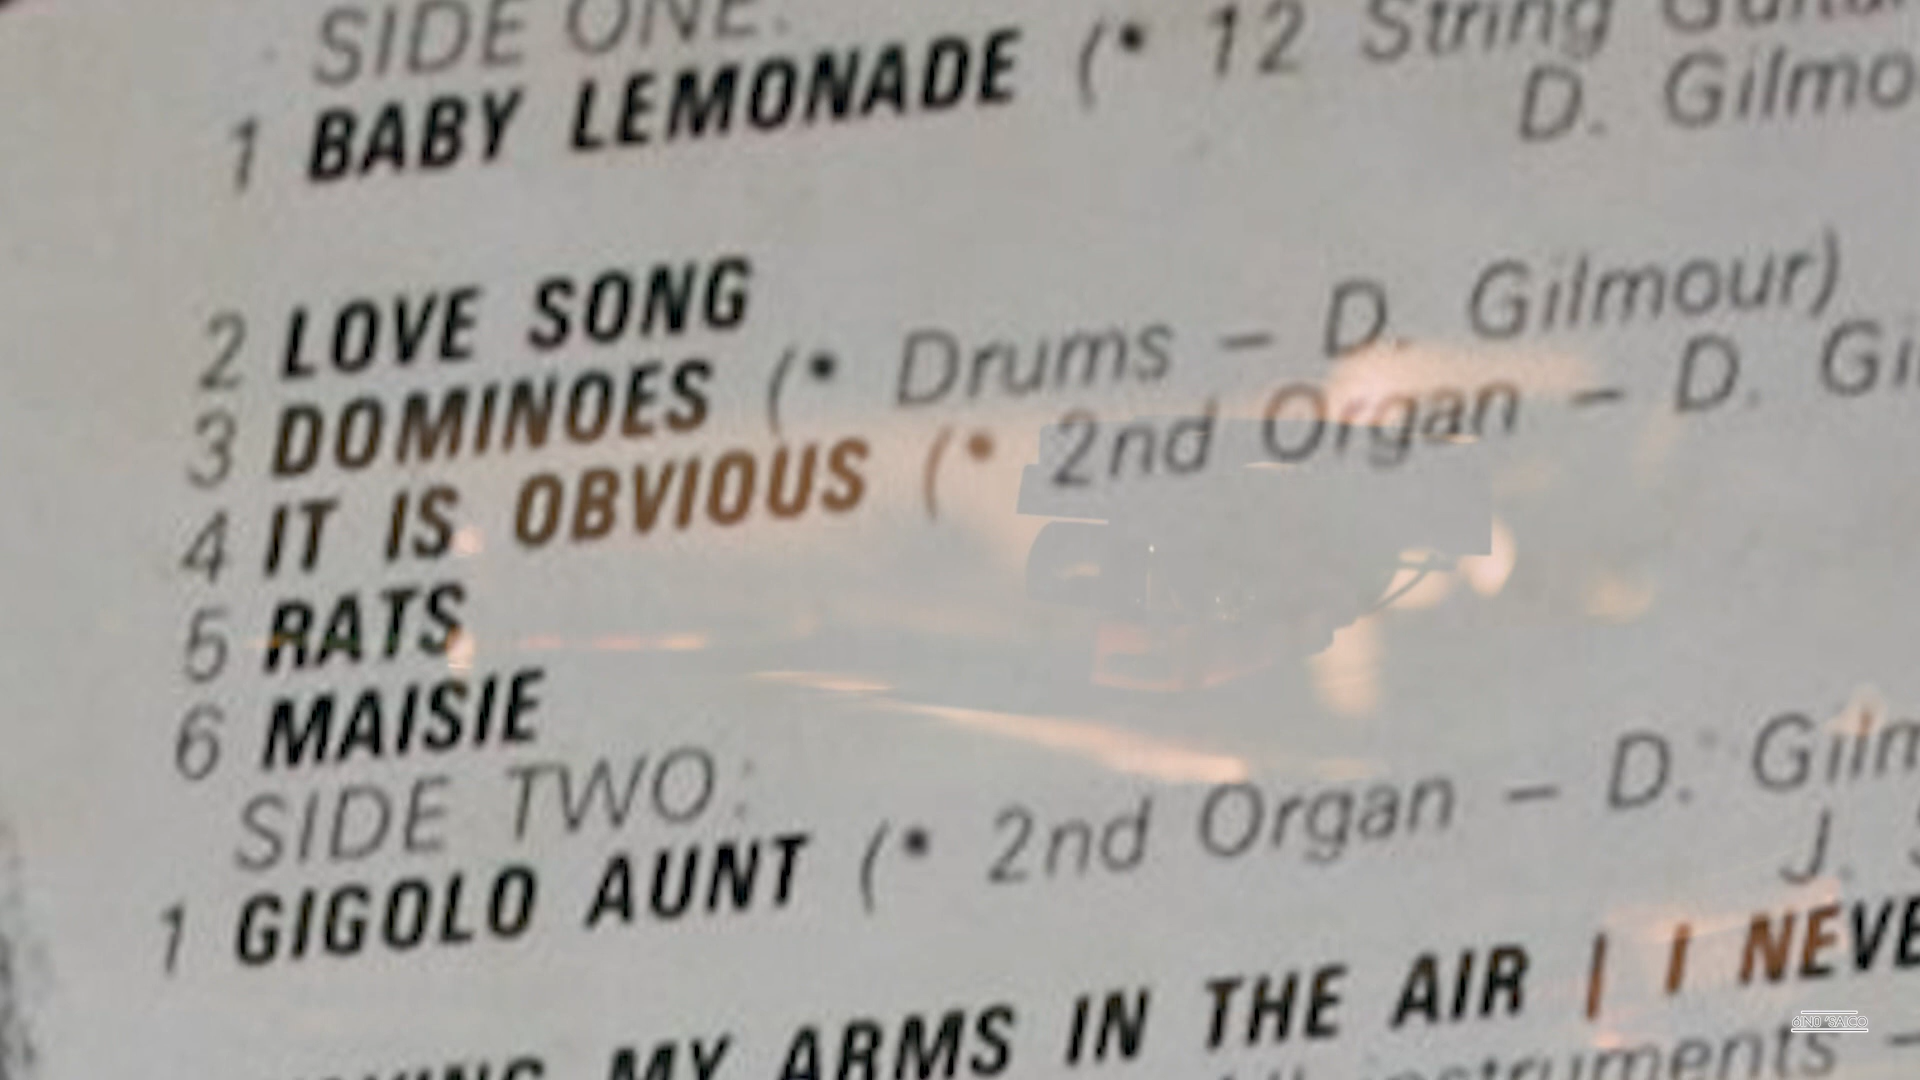 SIDE ONE:
1 BABY LEMONADE (* 12 String Guitar
D. Gilmo
2 LOVE SONG
3 DOMINOES (* Drums – D. Gilmour)
4 IT IS OBVIOUS (* 2nd Organ – D. Gil
5 RATS
6 MAISIE
SIDE TWO:
1 GIGOLO AUNT (* 2nd Organ – D. Gilm
J.
MY ARMS IN THE AIR | I NEVE